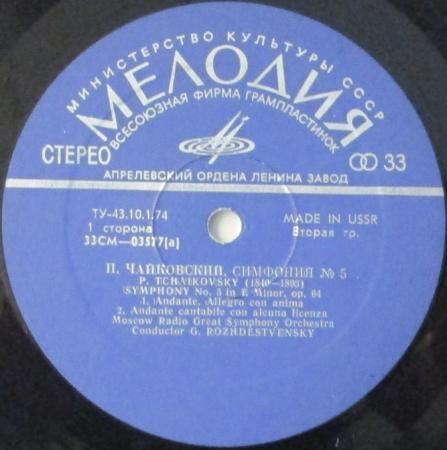 МИНИСТЕРСТВО КУЛЬТУРЫ СССР
МЕЛОДИЯ
ВСЕСОЮЗНАЯ ФИРМА ГРАМПЛАСТИНОК
СТЕРЕО 33
АПРЕЛЕВСКИЙ ОРДЕНА ЛЕНИНА ЗАВОД
ТУ-43.10.1.74 MADE IN USSR
1 сторона Вторая гр.
33СМ—03577[а]
П. ЧАЙКОВСКИЙ, СИМФОНИЯ № 5
P. TCHAIKOVSKY (1840—1893)
SYMPHONY No. 5 in E Minor, op. 64
1. Andante, Allegro con anima
2. Andante cantabile con alcuna licenza
Moscow Radio Great Symphony Orchestra
Conductor G. ROZHDESTVENSKY